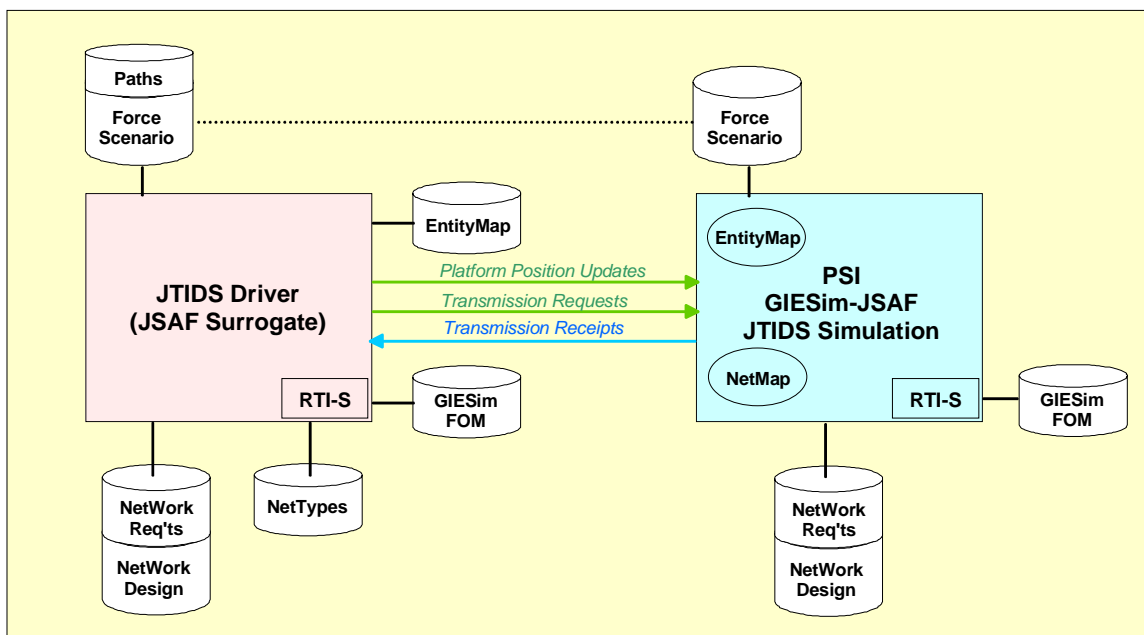 Paths
Force
Scenario
Force
Scenario
EntityMap
EntityMap
Platform Position Updates
Transmission Requests
Transmission Receipts
JTIDS Driver
(JSAF Surrogate)
PSI
GIESim-JSAF
JTIDS Simulation
NetMap
RTI-S
GIESim
FOM
RTI-S
GIESim
FOM
NetWork
Req'ts
NetWork
Design
NetTypes
NetWork
Req'ts
NetWork
Design